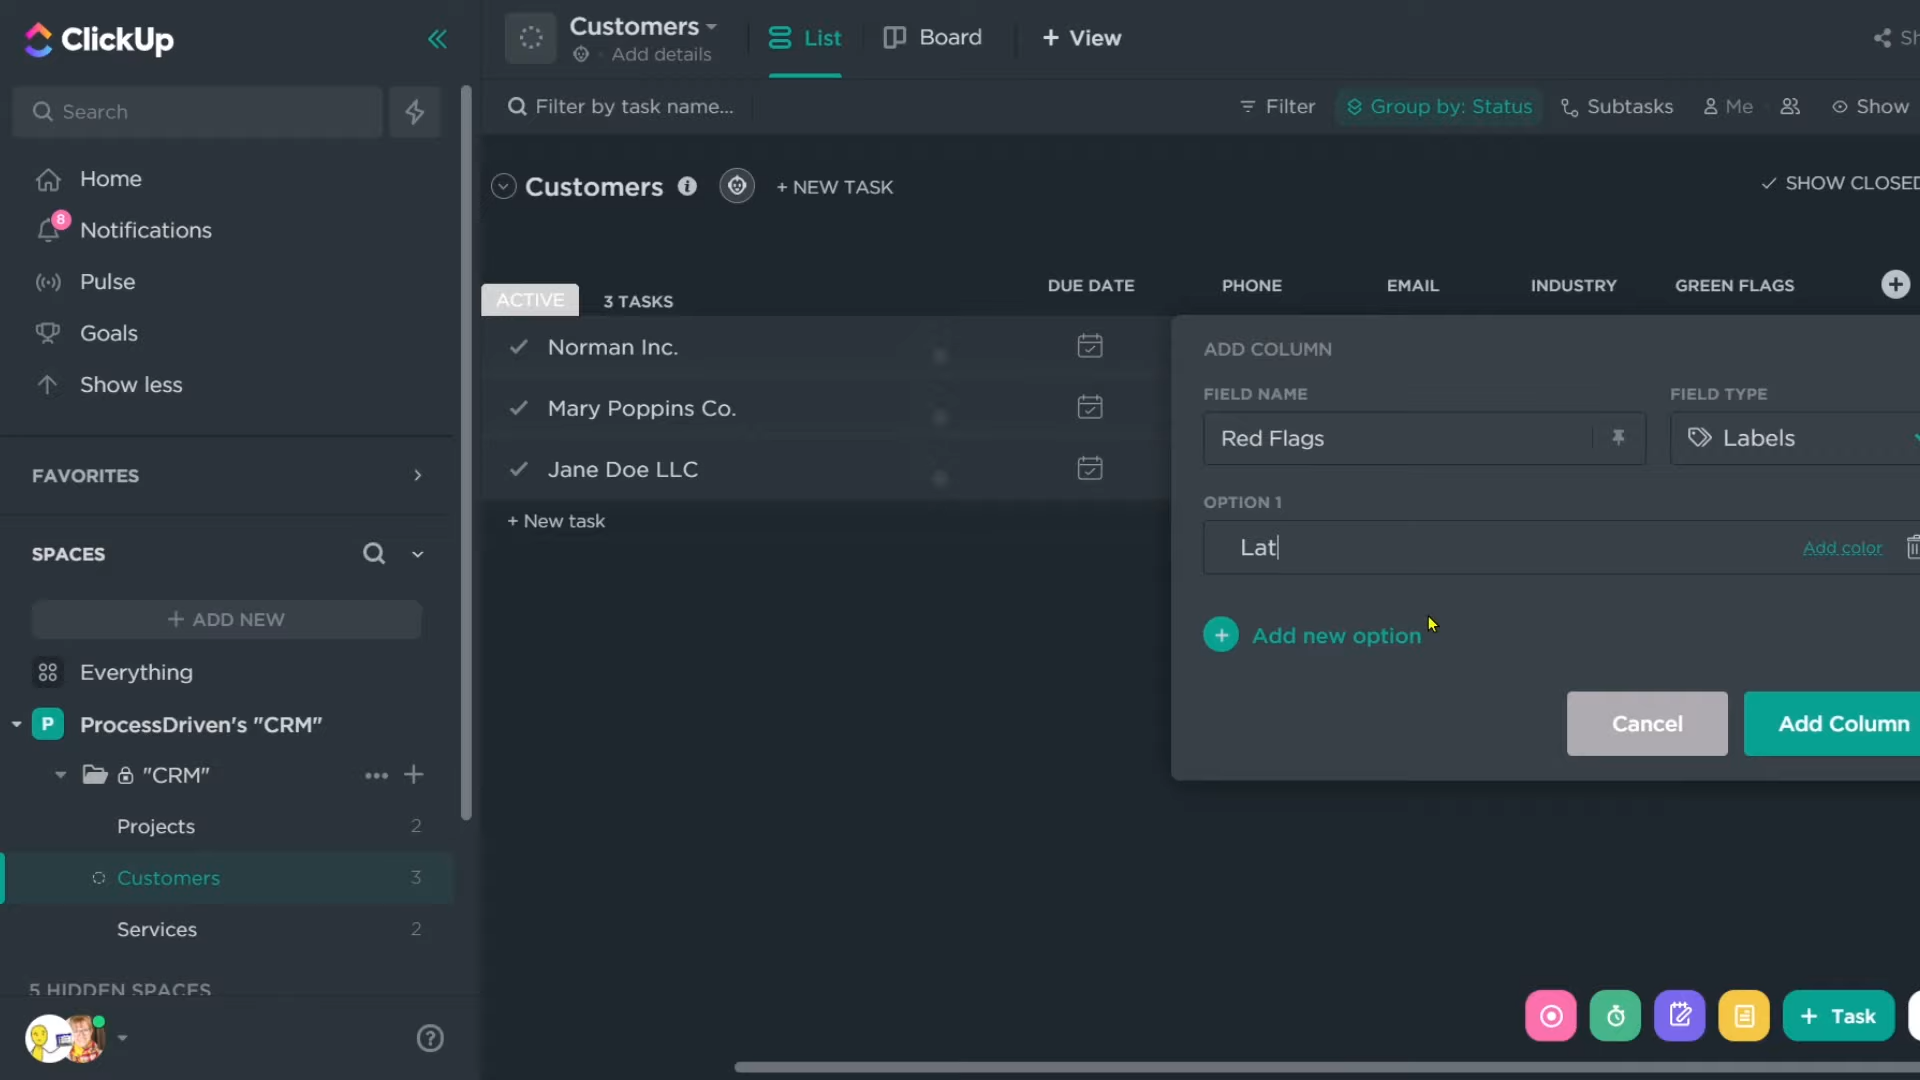 ClickUp
Customers
Add details
List
Board
+ View
Sh
Search
Filter by task name...
Filter
Group by: Status
Subtasks
Me
Show
Home
8
Notifications
Pulse
Goals
Show less
Customers
+ NEW TASK
SHOW CLOSED
ACTIVE
3 TASKS
DUE DATE
PHONE
EMAIL
INDUSTRY
GREEN FLAGS
Norman Inc.
Mary Poppins Co.
Jane Doe LLC
+ New task
ADD COLUMN
FIELD NAME
FIELD TYPE
Red Flags
Labels
OPTION 1
Lat
Add color
Add new option
Cancel
Add Column
FAVORITES
SPACES
+ ADD NEW
Everything
P
ProcessDriven's "CRM"
"CRM"
Projects
2
Customers
3
Services
2
5 HIDDEN SPACES
+ Task